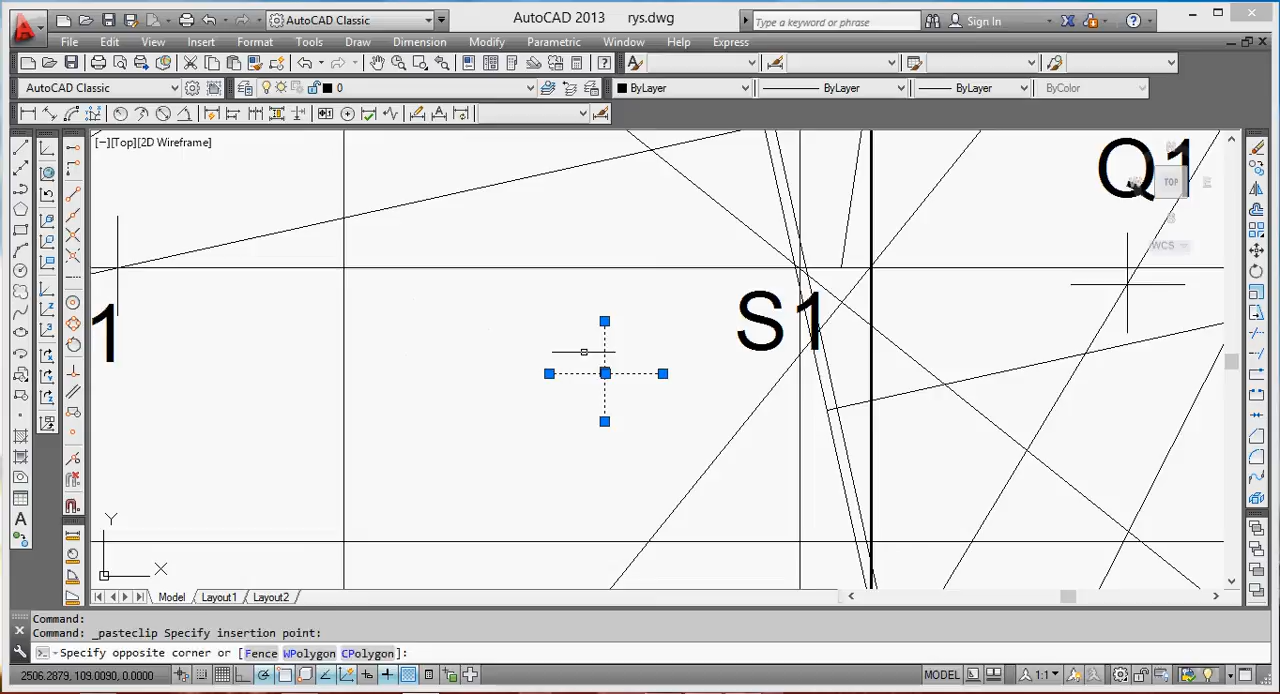 AutoCAD Classic
AutoCAD 2013 rys.dwg
Type a keyword or phrase
Sign In
File Edit View Insert Format Tools Draw Dimension Modify Parametric Window Help Express
AutoCAD Classic
0
ByLayer
ByLayer
ByLayer
ByColor
[−][Top][2D Wireframe]
Q1
TOP
WCS
1
S1
Y
X
Model Layout1 Layout2
Command:
Command: _pasteclip Specify insertion point:
Specify opposite corner or [Fence WPolygon CPolygon]:
2506.2879, 109.0090, 0.0000
MODEL
1:1